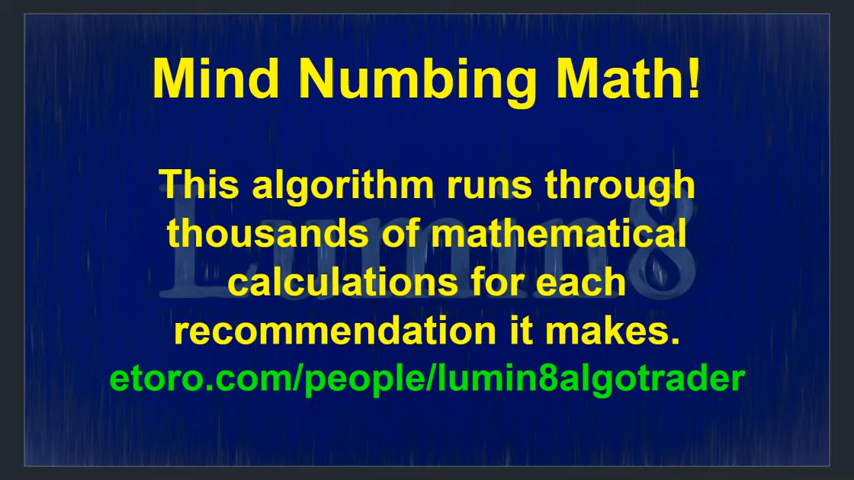 Mind Numbing Math!
Lumin8
This algorithm runs through
thousands of mathematical
calculations for each
recommendation it makes.
etoro.com/people/lumin8algotrader